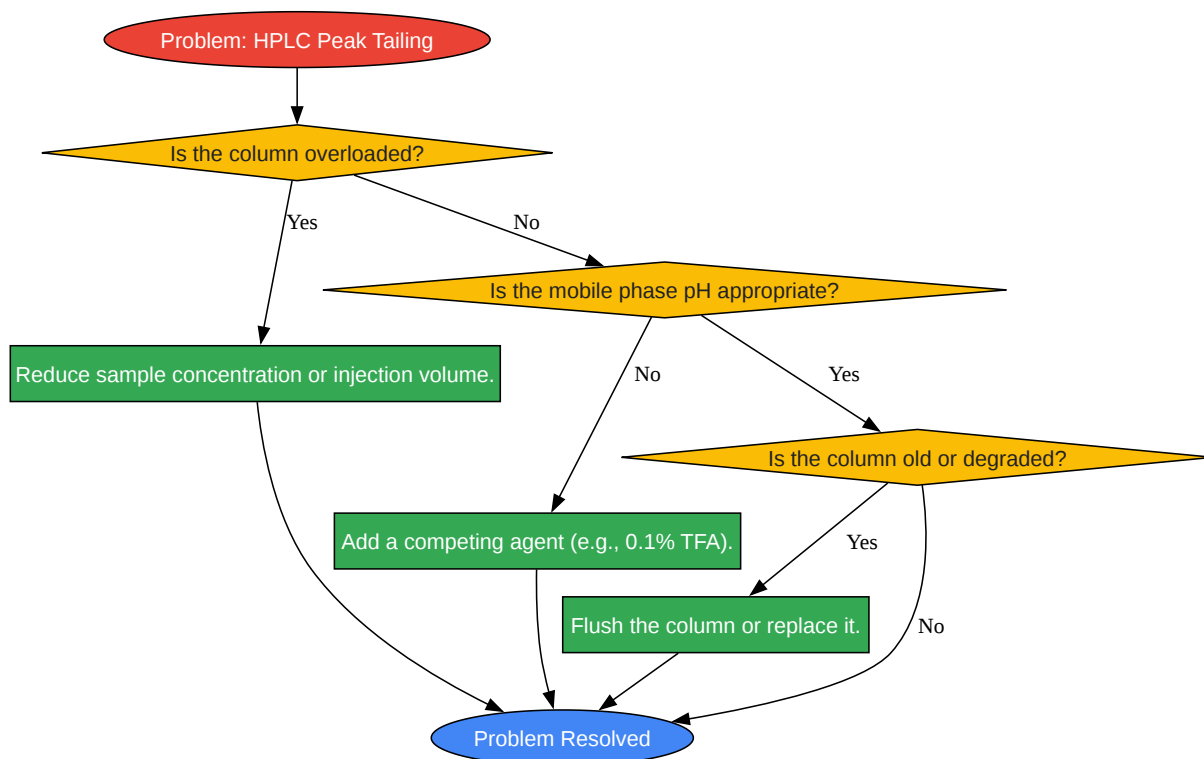 Problem: HPLC Peak Tailing
Is the column overloaded?
Yes
No
Is the mobile phase pH appropriate?
Reduce sample concentration or injection volume.
No
Yes
Is the column old or degraded?
Add a competing agent (e.g., 0.1% TFA).
Yes
Flush the column or replace it.
No
Problem Resolved